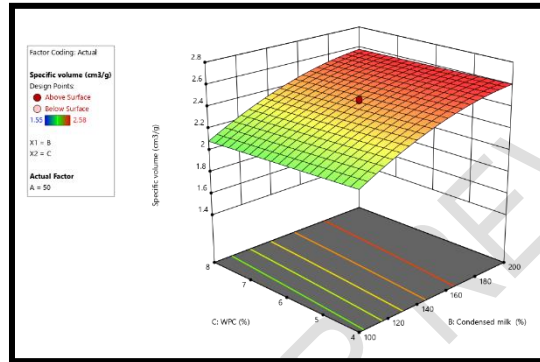 Factor Coding: Actual
Specific volume (cm3/g)
Design Points:
Above Surface
Below Surface
1.55 2.58
X1 = B
X2 = C
Actual Factor
A = 50
Specific volume (cm3/g)
2.8
2.6
2.4
2.2
2
1.8
1.6
1.4
8
7
6
5
4
100
120
140
160
180
200
C: WPC (%)
B: Condensed milk (%)